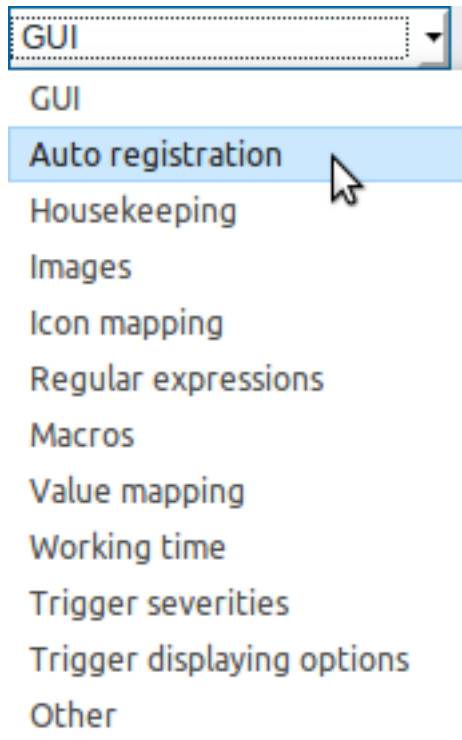 GUI
GUI
Auto registration
Housekeeping
Images
Icon mapping
Regular expressions
Macros
Value mapping
Working time
Trigger severities
Trigger displaying options
Other